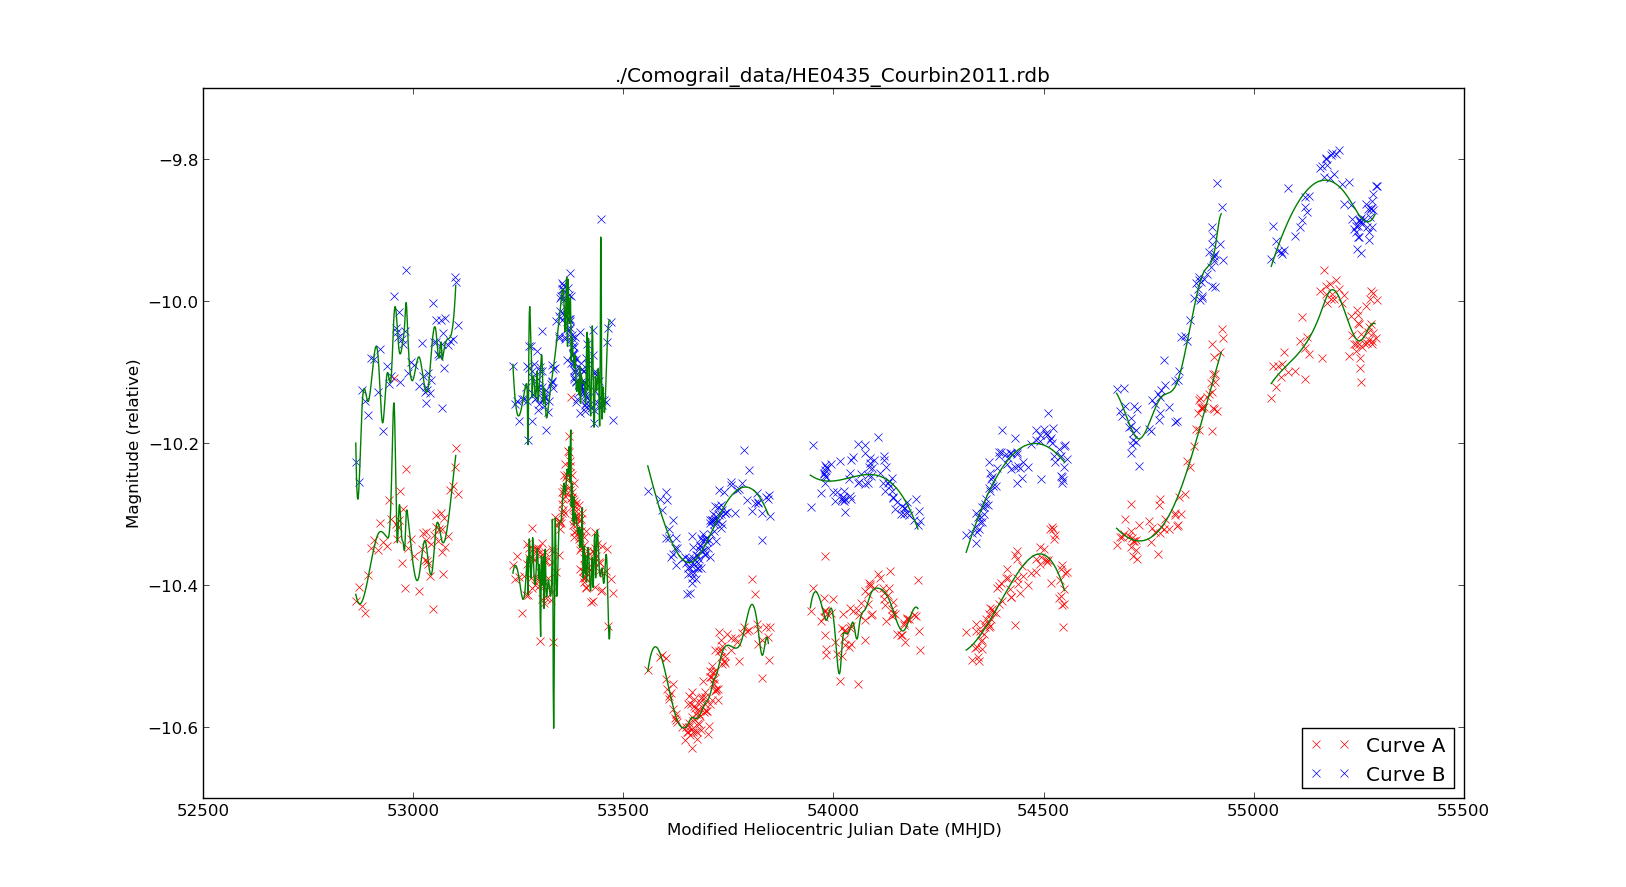 ./Comograil_data/HE0435_Courbin2011.rdb
Magnitude (relative)
−9.8
−10.0
−10.2
−10.4
−10.6
Curve A
Curve B
52500 53000 53500 54000 54500 55000 55500
Modified Heliocentric Julian Date (MHJD)